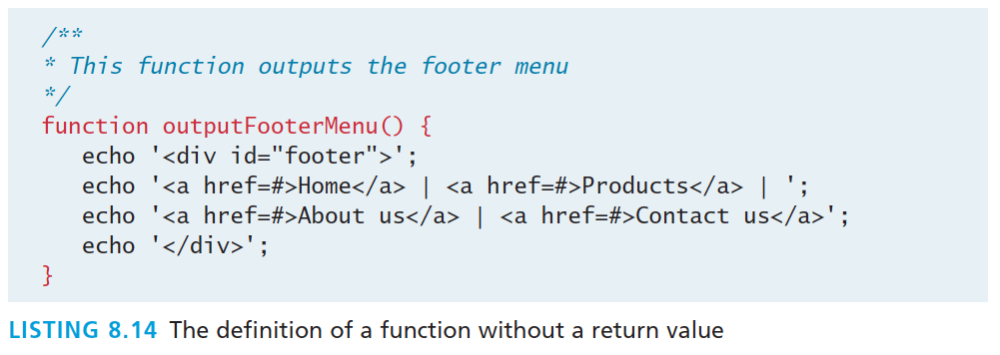 /**
* This function outputs the footer menu
*/
function outputFooterMenu() {
echo '<div id="footer">';
echo '<a href=#>Home</a> | <a href=#>Products</a> | ';
echo '<a href=#>About us</a> | <a href=#>Contact us</a>';
echo '</div>';
}
LISTING 8.14 The definition of a function without a return value